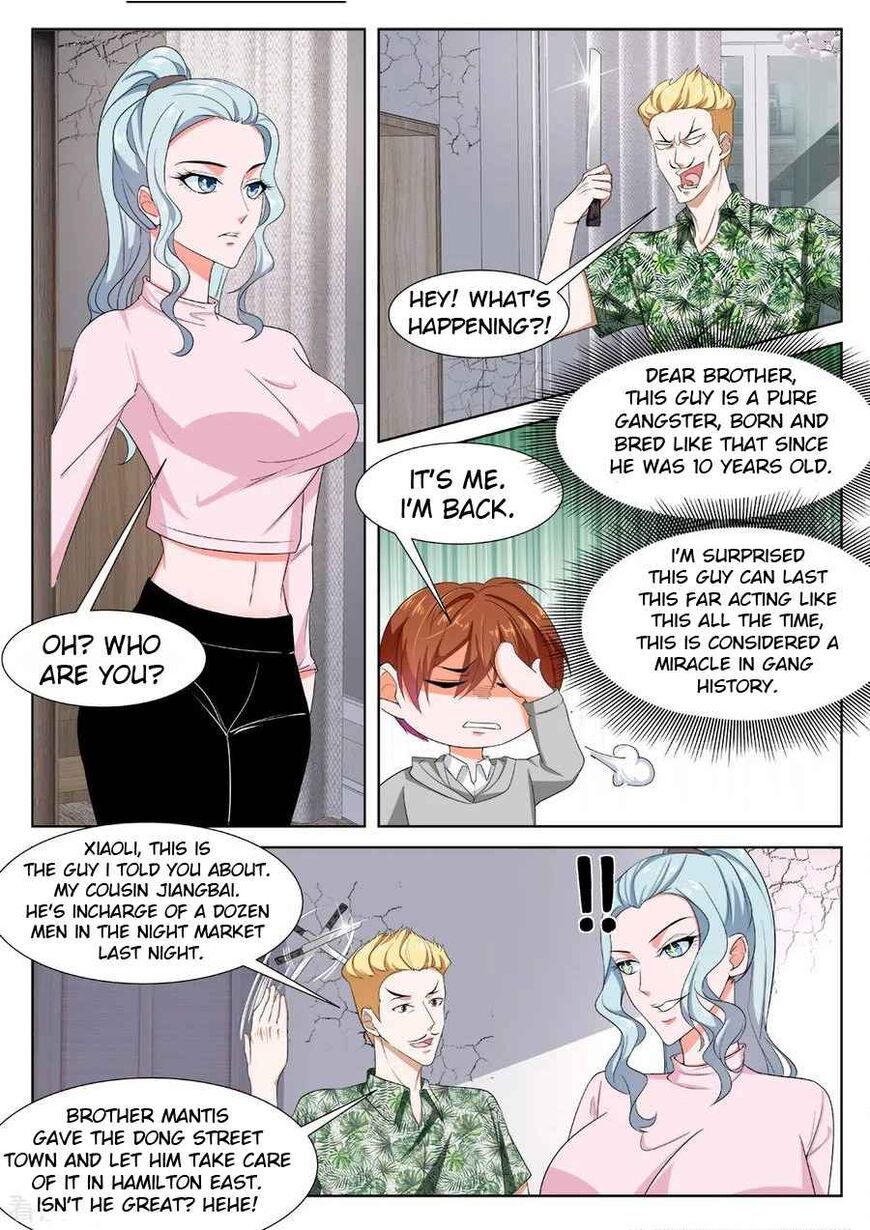 OH? WHO
ARE YOU?
HEY! WHAT'S
HAPPENING?!
DEAR BROTHER,
THIS GUY IS A PURE
GANGSTER, BORN AND
BRED LIKE THAT SINCE
HE WAS 10 YEARS OLD.
IT'S ME.
I'M BACK.
I'M SURPRISED
THIS GUY CAN LAST
THIS FAR ACTING LIKE
THIS ALL THE TIME,
THIS IS CONSIDERED A
MIRACLE IN GANG
HISTORY.
XIAOLI, THIS IS
THE GUY I TOLD YOU ABOUT.
MY COUSIN JIANGBAI.
HE'S INCHARGE OF A DOZEN
MEN IN THE NIGHT MARKET
LAST NIGHT.
!!
BROTHER MANTIS
GAVE THE DONG STREET
TOWN AND LET HIM TAKE CARE
OF IT IN HAMILTON EAST.
ISN'T HE GREAT? HEHE!